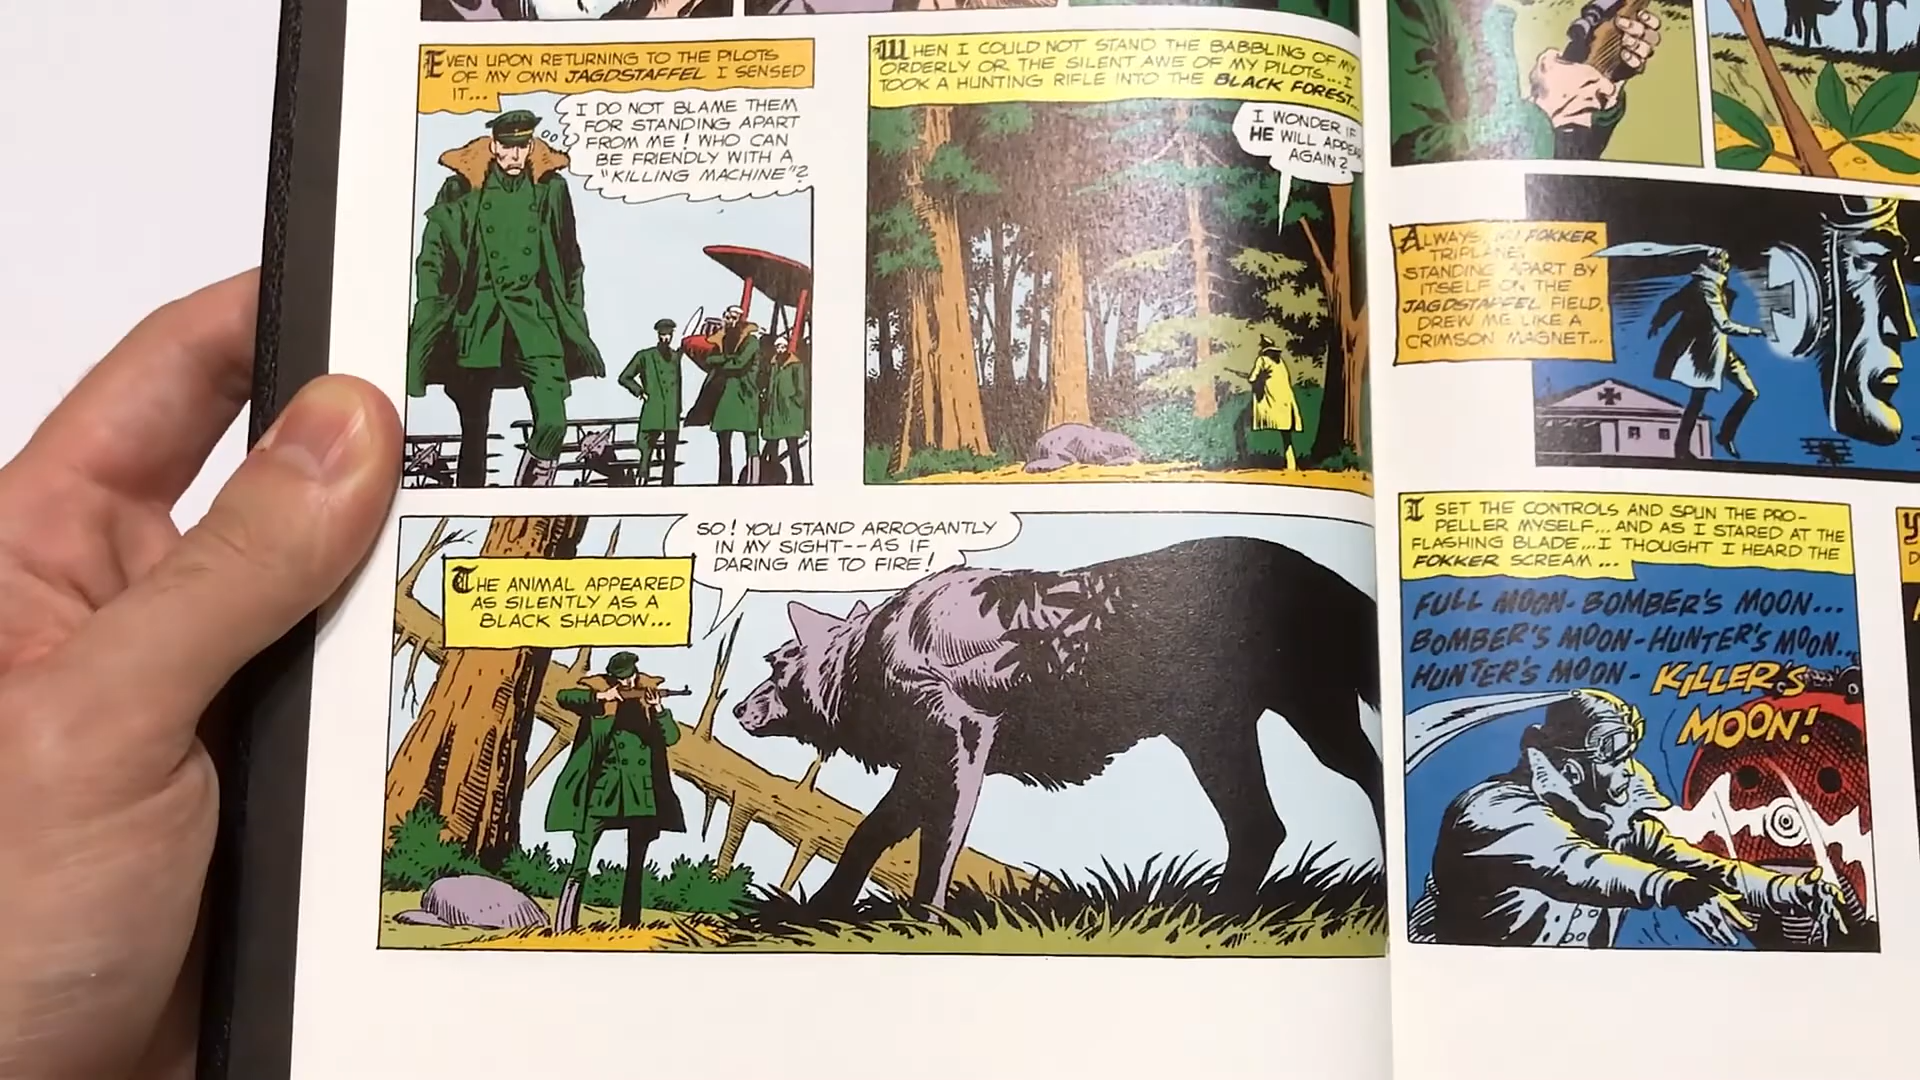 EVEN UPON RETURNING TO THE PILOTS
OF MY OWN JAGDSTAFFEL I SENSED
IT...
I DO NOT BLAME THEM
FOR STANDING APART
FROM ME! WHO CAN
BE FRIENDLY WITH A
"KILLING MACHINE"?
WHEN I COULD NOT STAND THE BABBLING OF MY
ORDERLY OR THE SILENT AWE OF MY PILOTS...I
TOOK A HUNTING RIFLE INTO THE BLACK FOREST...
I WONDER IF
HE WILL APPEAR
AGAIN?
THE ANIMAL APPEARED
AS SILENTLY AS A
BLACK SHADOW...
SO! YOU STAND ARROGANTLY
IN MY SIGHT--AS IF
DARING ME TO FIRE!
ALWAYS, MY FOKKER
TRIPLANE,
STANDING APART BY
ITSELF ON THE
JAGDSTAFFEL FIELD,
DREW ME LIKE A
CRIMSON MAGNET...
I SET THE CONTROLS AND SPUN THE PRO-
PELLER MYSELF...AND AS I STARED AT THE
FLASHING BLADE...I THOUGHT I HEARD THE
FOKKER SCREAM...
FULL MOON-BOMBER'S MOON...
BOMBER'S MOON-HUNTER'S MOON...
HUNTER'S MOON- KILLER'S
MOON!